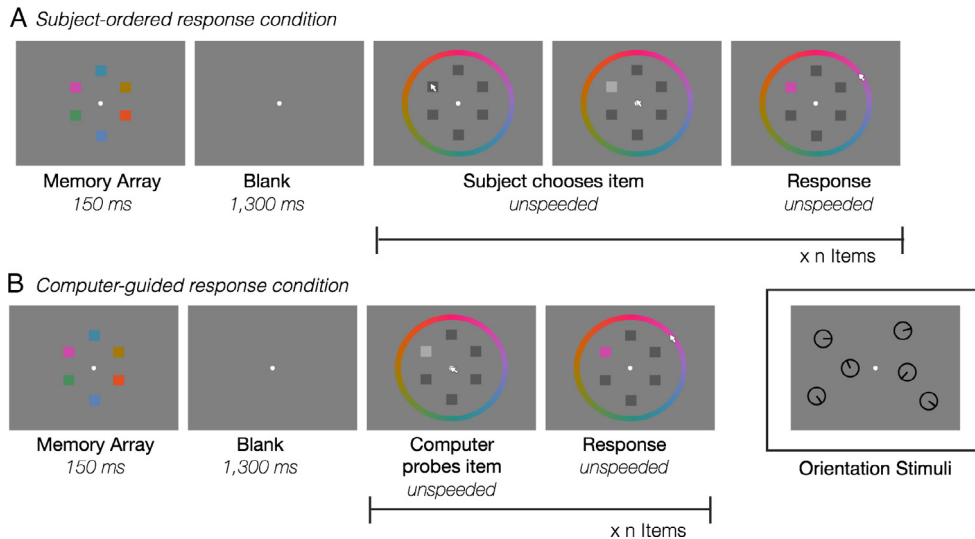 A Subject-ordered response condition
Memory Array
150 ms
Blank
1,300 ms
Subject chooses item
unspeeded
Response
unspeeded
x n Items
B Computer-guided response condition
Memory Array
150 ms
Blank
1,300 ms
Computer
probes item
unspeeded
Response
unspeeded
x n Items
Orientation Stimuli